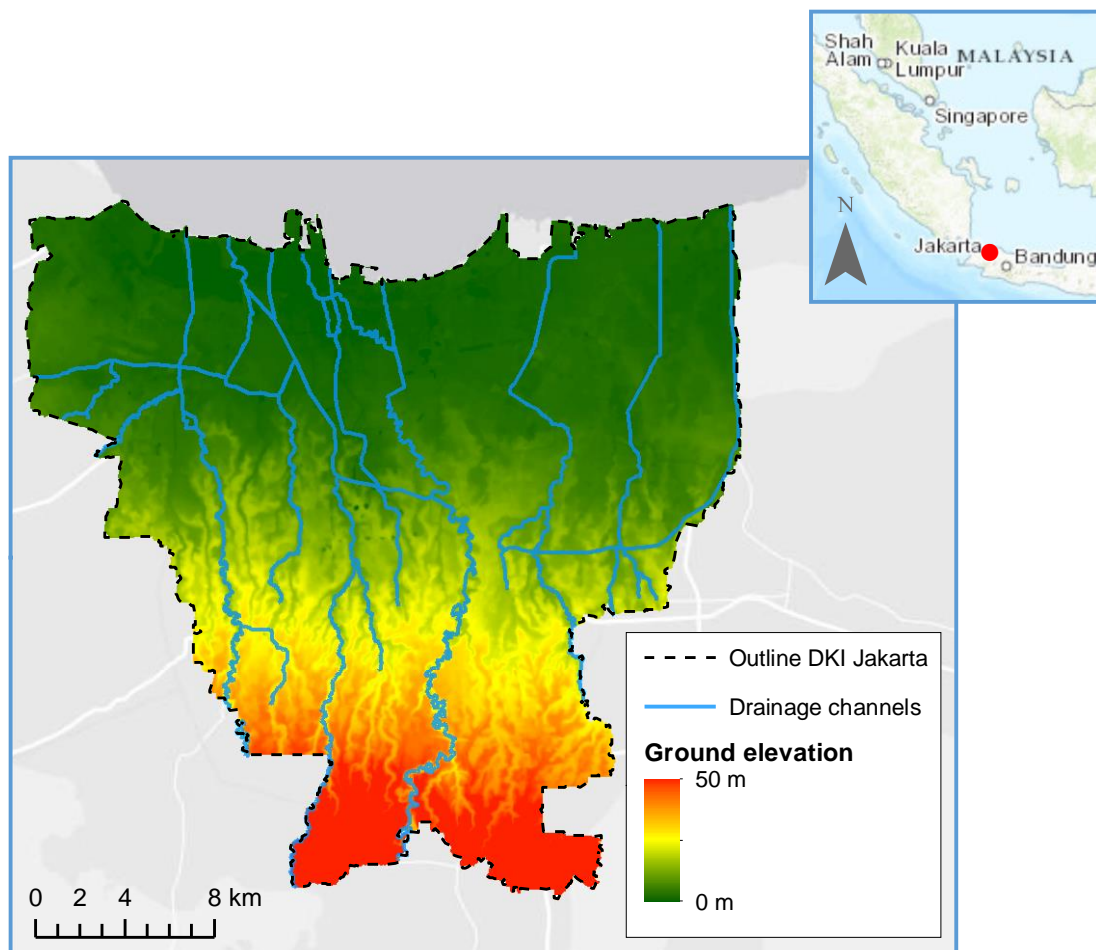 Shah
Alam
Kuala
Lumpur
MALAYSIA
Singapore
N
Jakarta
Bandung
Outline DKI Jakarta
Drainage channels
Ground elevation
50 m
0 m
0 2 4 8 km